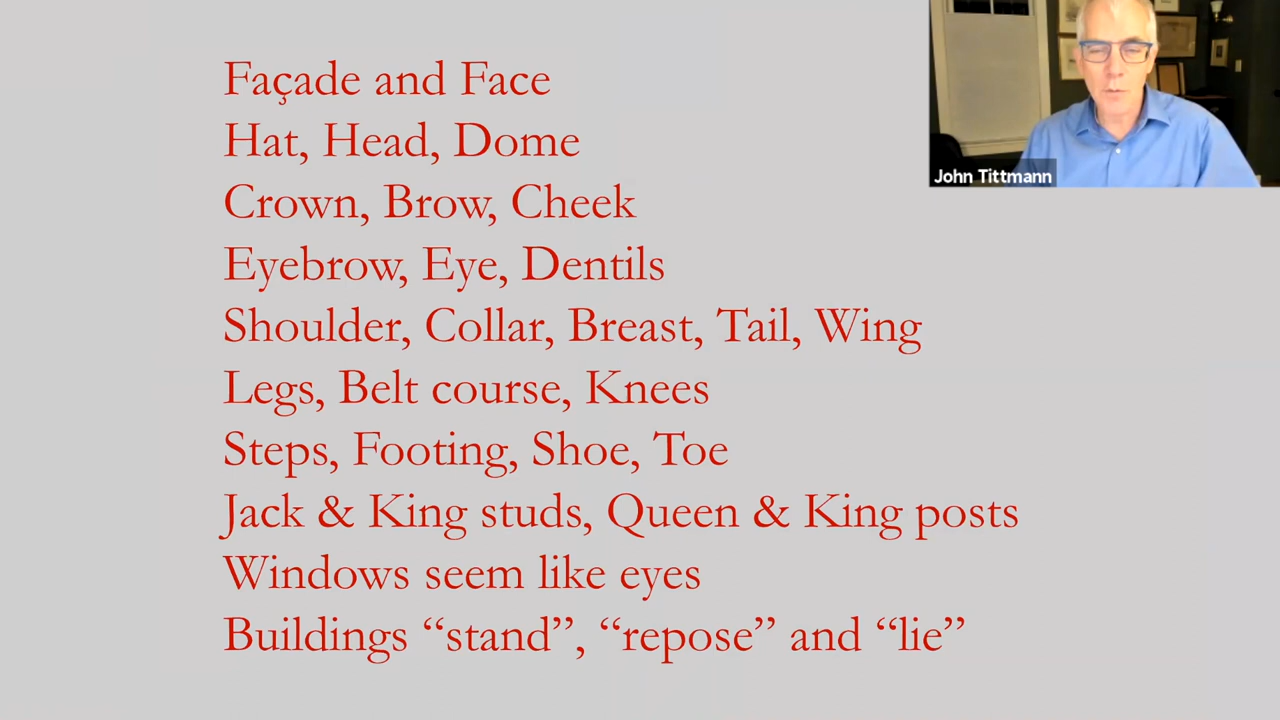 Façade and Face
Hat, Head, Dome
Crown, Brow, Cheek
Eyebrow, Eye, Dentils
Shoulder, Collar, Breast, Tail, Wing
Legs, Belt course, Knees
Steps, Footing, Shoe, Toe
Jack & King studs, Queen & King posts
Windows seem like eyes
Buildings “stand”, “repose” and “lie”
John Tittmann